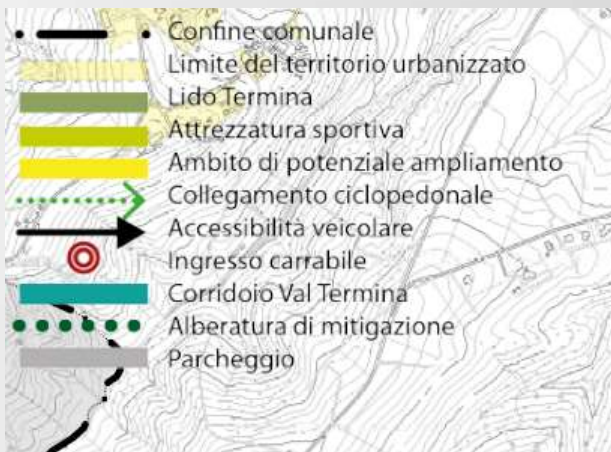 Confine comunale
Limite del territorio urbanizzato
Lido Termina
Attrezzatura sportiva
Ambito di potenziale ampliamento
Collegamento ciclopedonale
Accessibilità veicolare
Ingresso carrabile
Corridoio Val Termina
Alberatura di mitigazione
Parcheggio